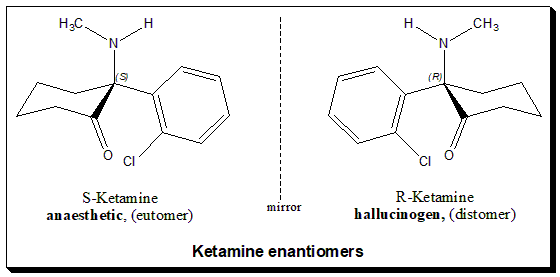 H₃C H
N
(S)
O
Cl
S-Ketamine
anaesthetic, (eutomer)
mirror
H CH₃
N
(R)
Cl
O
R-Ketamine
hallucinogen, (distomer)
Ketamine enantiomers